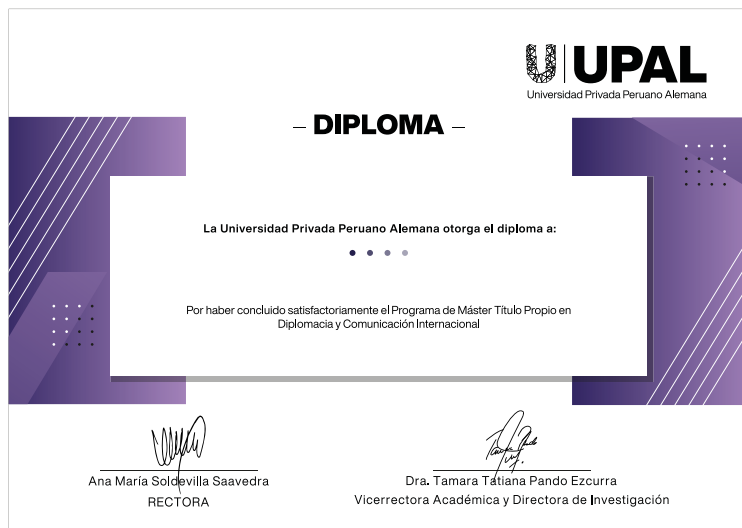 UPAL
Universidad Privada Peruano Alemana
– DIPLOMA –
La Universidad Privada Peruano Alemana otorga el diploma a:
Por haber concluido satisfactoriamente el Programa de Máster Título Propio en
Diplomacia y Comunicación Internacional
Ana María Soldevilla Saavedra
RECTORA
Dra. Tamara Tatiana Pando Ezcurra
Vicerrectora Académica y Directora de Investigación